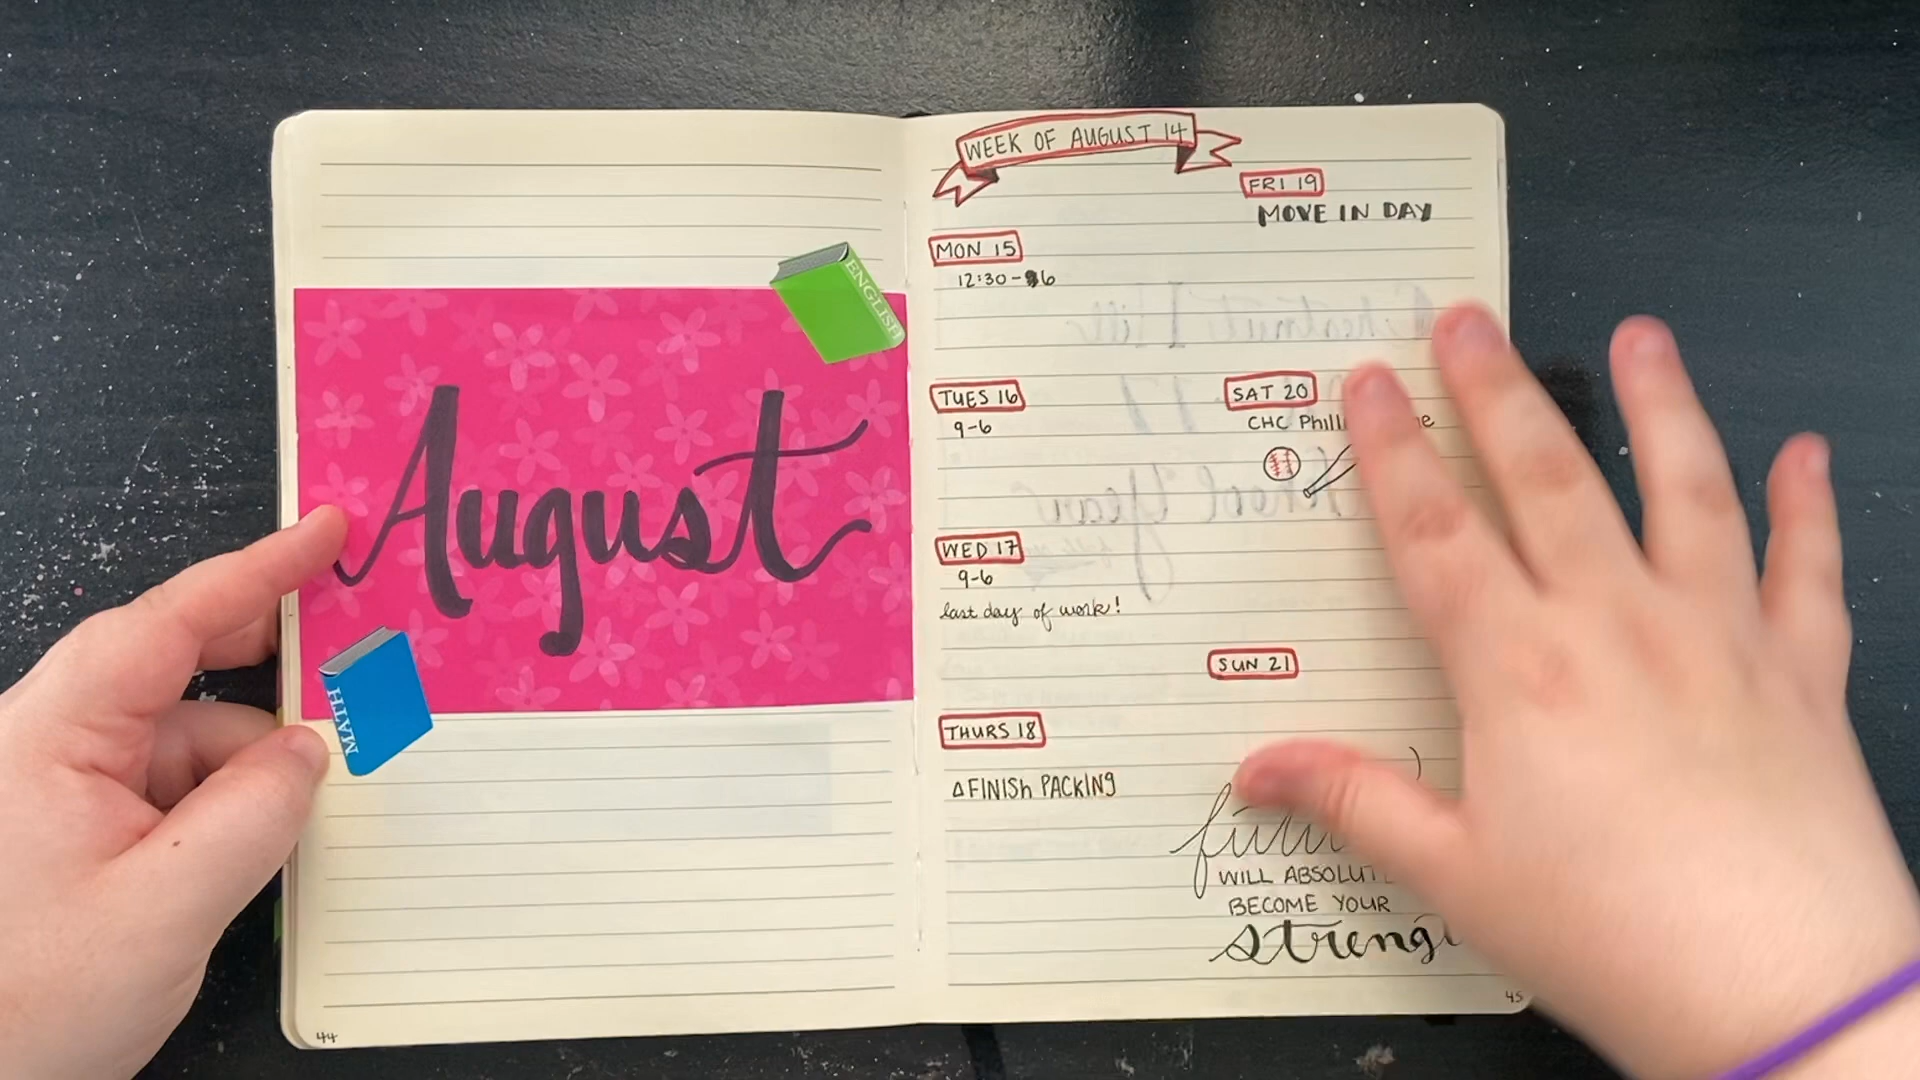 ENGLISH
August
MATH
44
WEEK OF AUGUST 14
MON 15
12:30-6
TUES 16
9-6
WED 17
9-6
last day of work!
THURS 18
FINISH PACKING
FRI 19
MOVE IN DAY
SAT 20
CHC
SUN 21
WILL
BECOME YOUR
45